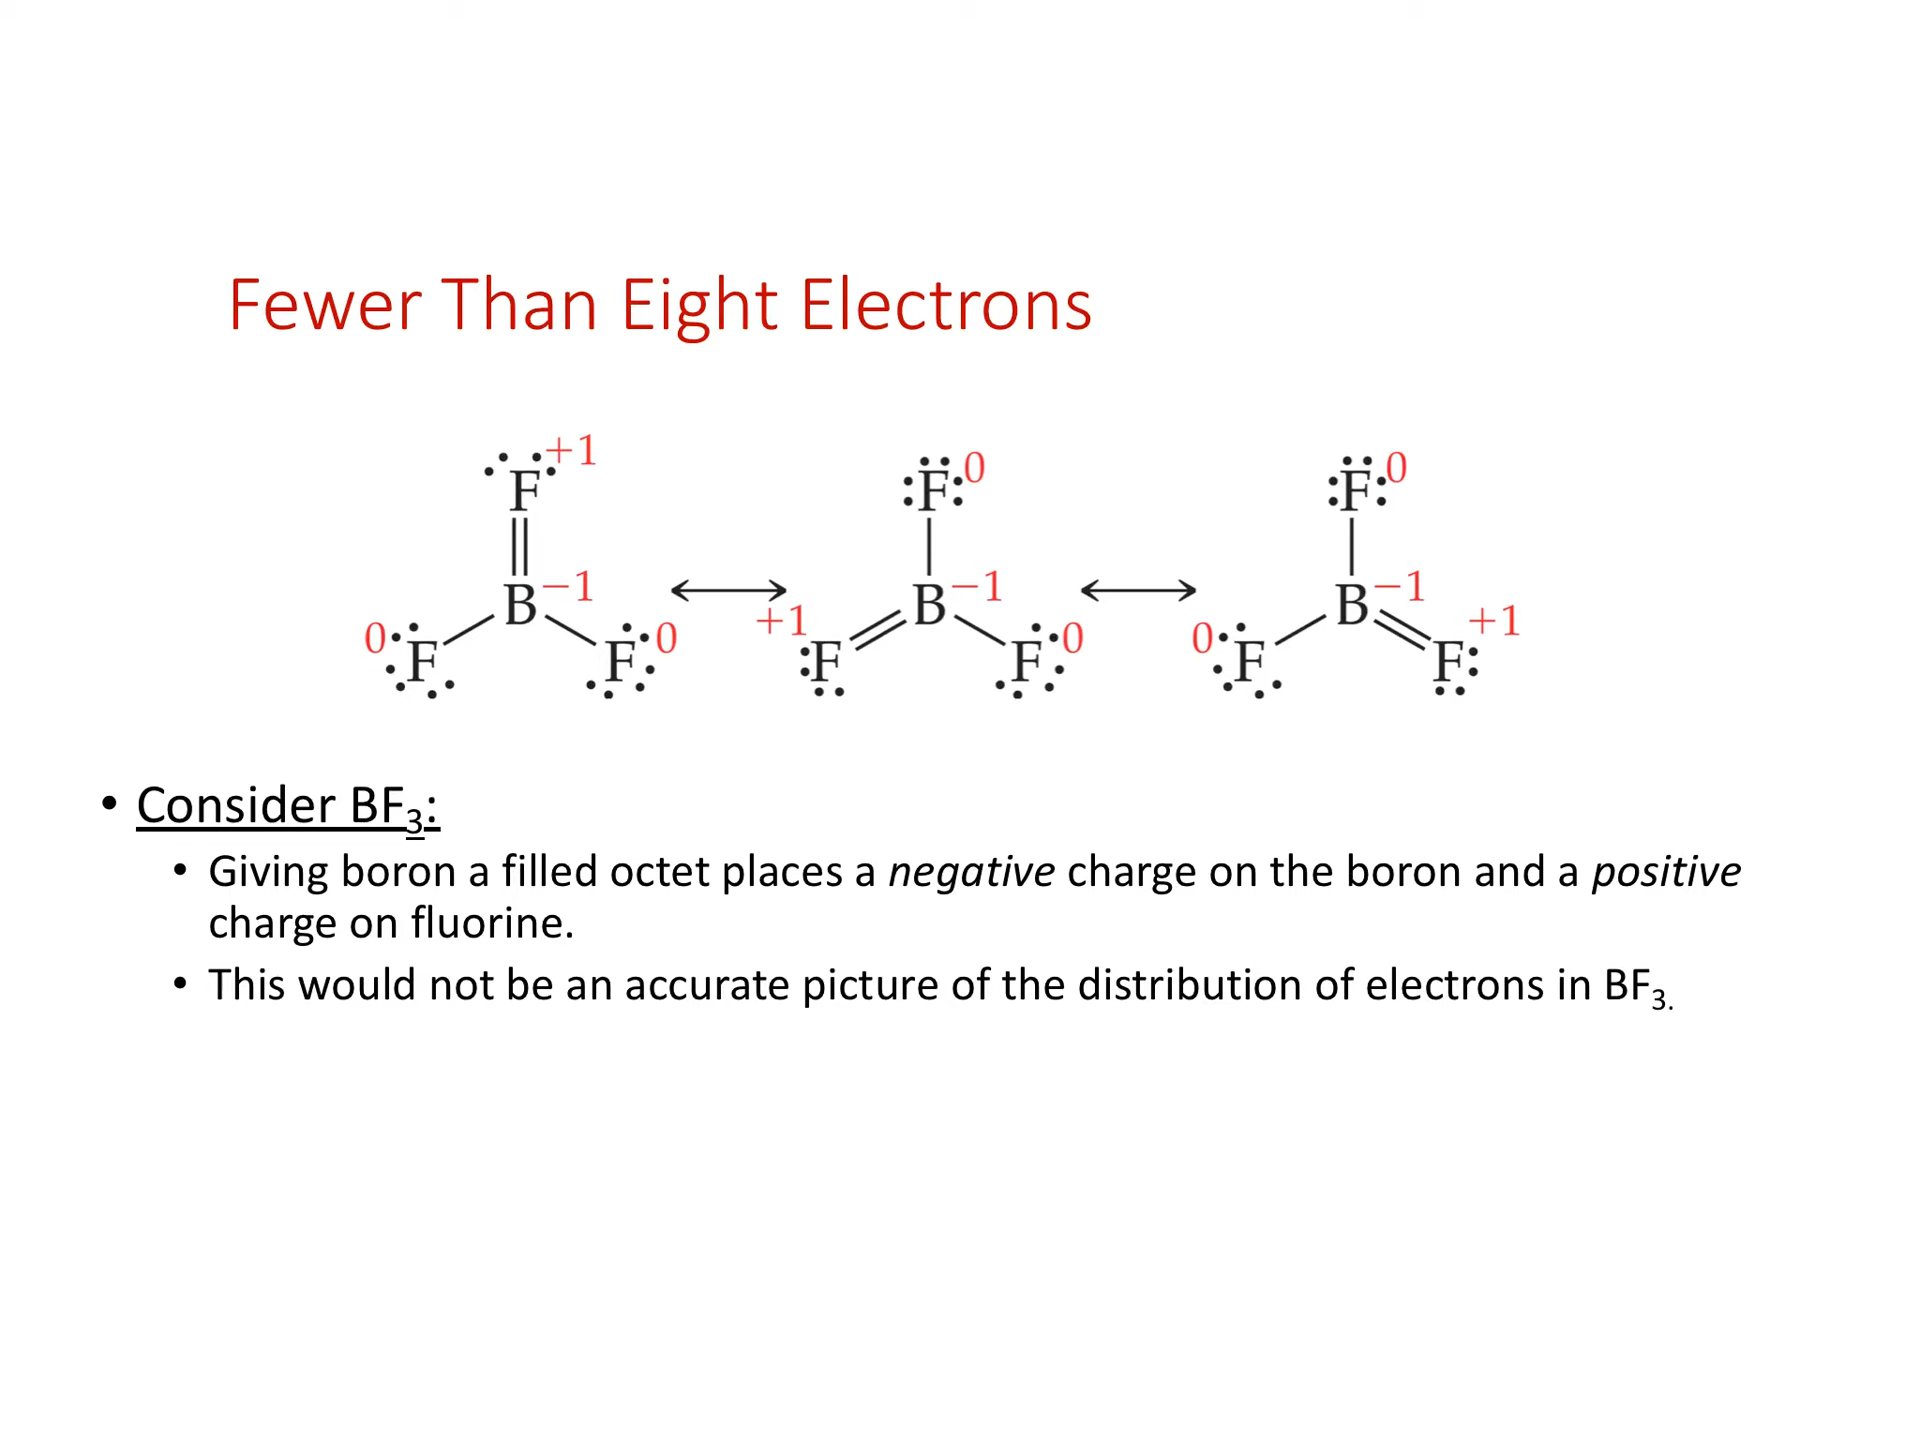 Fewer Than Eight Electrons
F +1 F 0 F 0
B −1 B −1 B −1
0 F F 0 +1 F F 0 0 F F +1
• Consider BF3:
• Giving boron a filled octet places a negative charge on the boron and a positive
charge on fluorine.
• This would not be an accurate picture of the distribution of electrons in BF3.